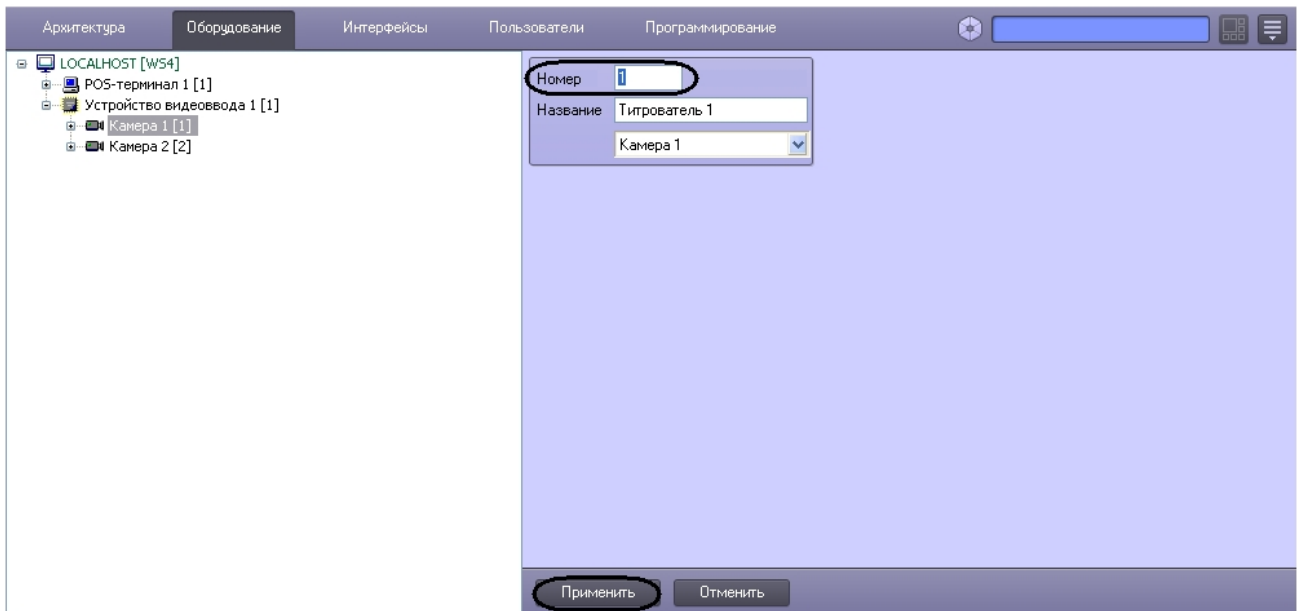 Архитектура Оборудование Интерфейсы Пользователи Программирование
LOCALHOST [WS4]
POS-терминал 1 [1]
Устройство видеоввода 1 [1]
Камера 1 [1]
Камера 2 [2]
Номер 1
Название Титрователь 1
Камера 1
Применить Отменить